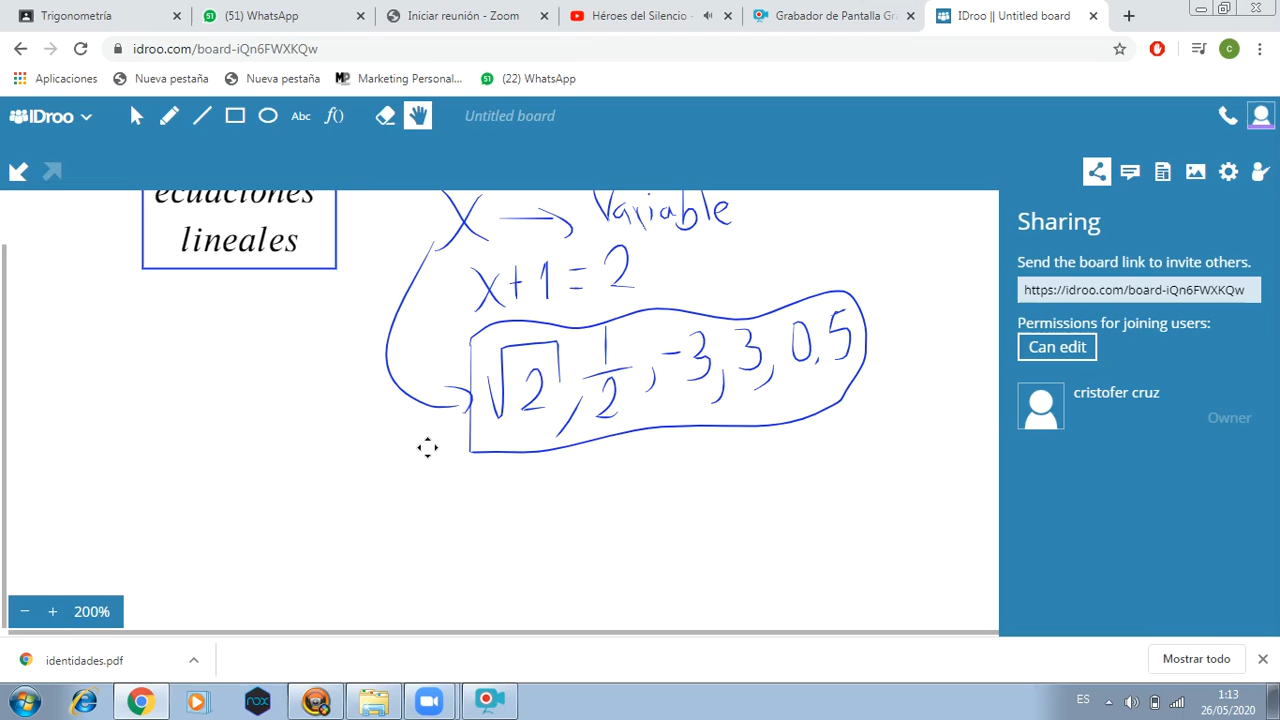 Trigonometría
(51) WhatsApp
Iniciar reunión - Zoom
Héroes del Silencio -
Grabador de Pantalla Gra
IDroo || Untitled board
idroo.com/board-iQn6FWXKQw
c
Aplicaciones
Nueva pestaña
Nueva pestaña
Marketing Personal...
(22) WhatsApp
IDroo
Abc
f()
Untitled board
ecuaciones
lineales
x → Variable
x+1=2
√2, 1/2, -3, 3, 0,5
Sharing
Send the board link to invite others.
https://idroo.com/board-iQn6FWXKQw
Permissions for joining users:
Can edit
cristofer cruz
Owner
- + 200%
identidades.pdf
Mostrar todo
nox
ES
1:13
26/05/2020